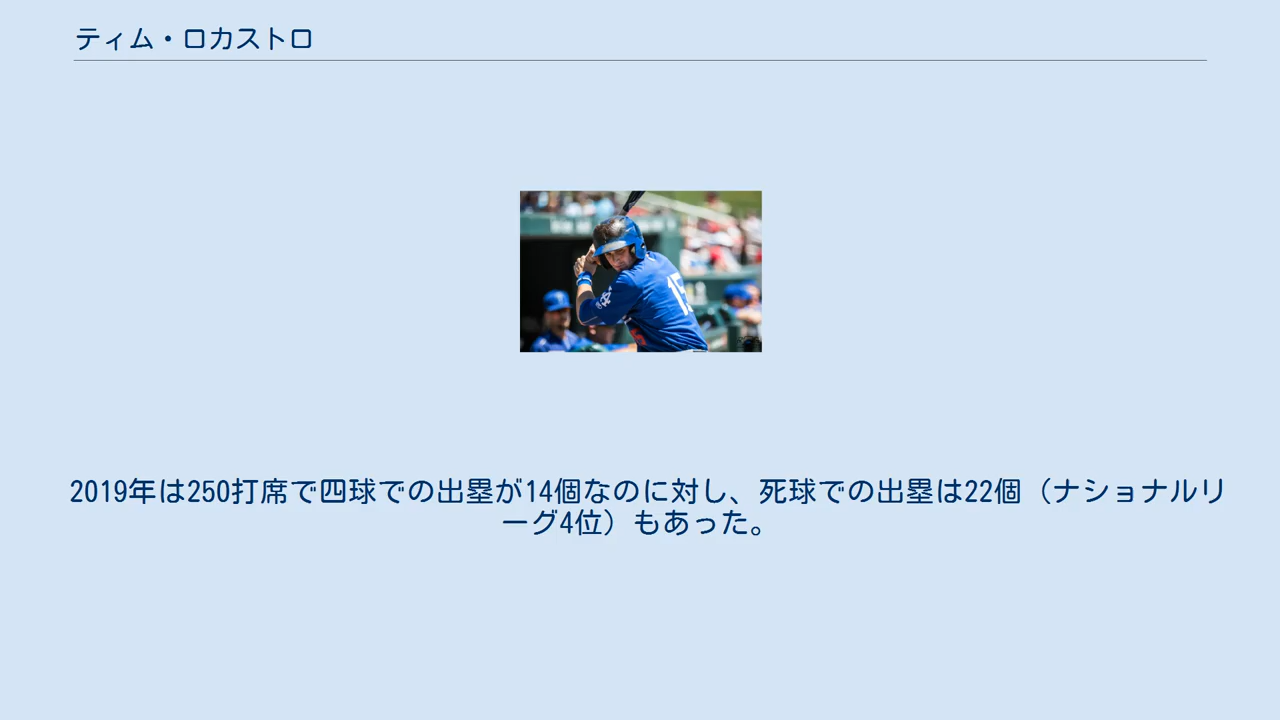 ティム・ロカストロ
15
2019年は250打席で四球での出塁が14個なのに対し、死球での出塁は22個（ナショナルリ
ーグ4位）もあった。